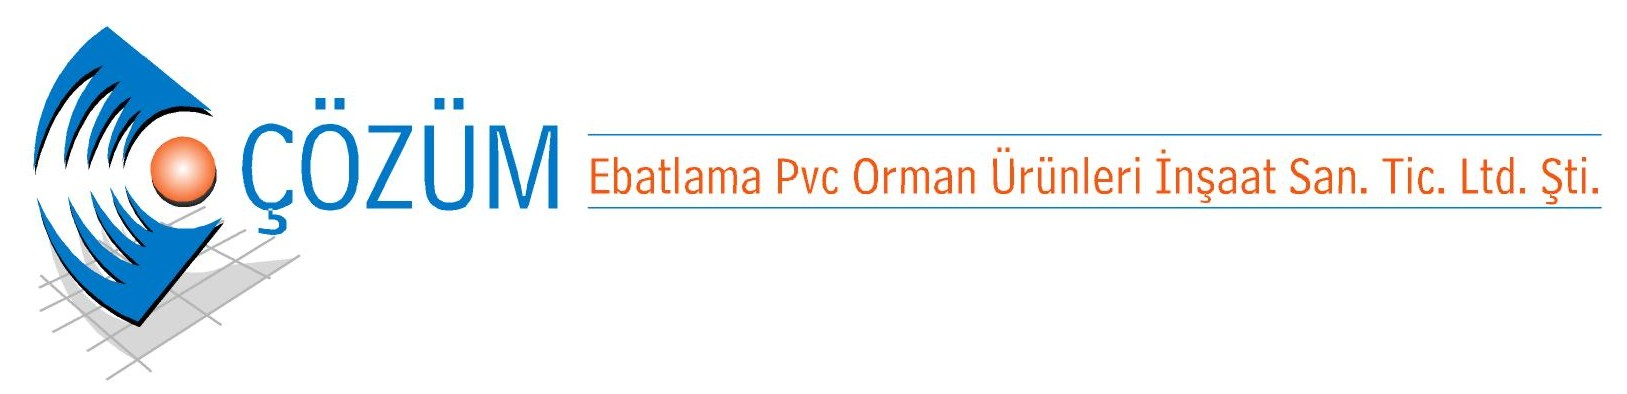 ÇÖZÜM
Ebatlama Pvc Orman Ürünleri İnşaat San. Tic. Ltd. Şti.